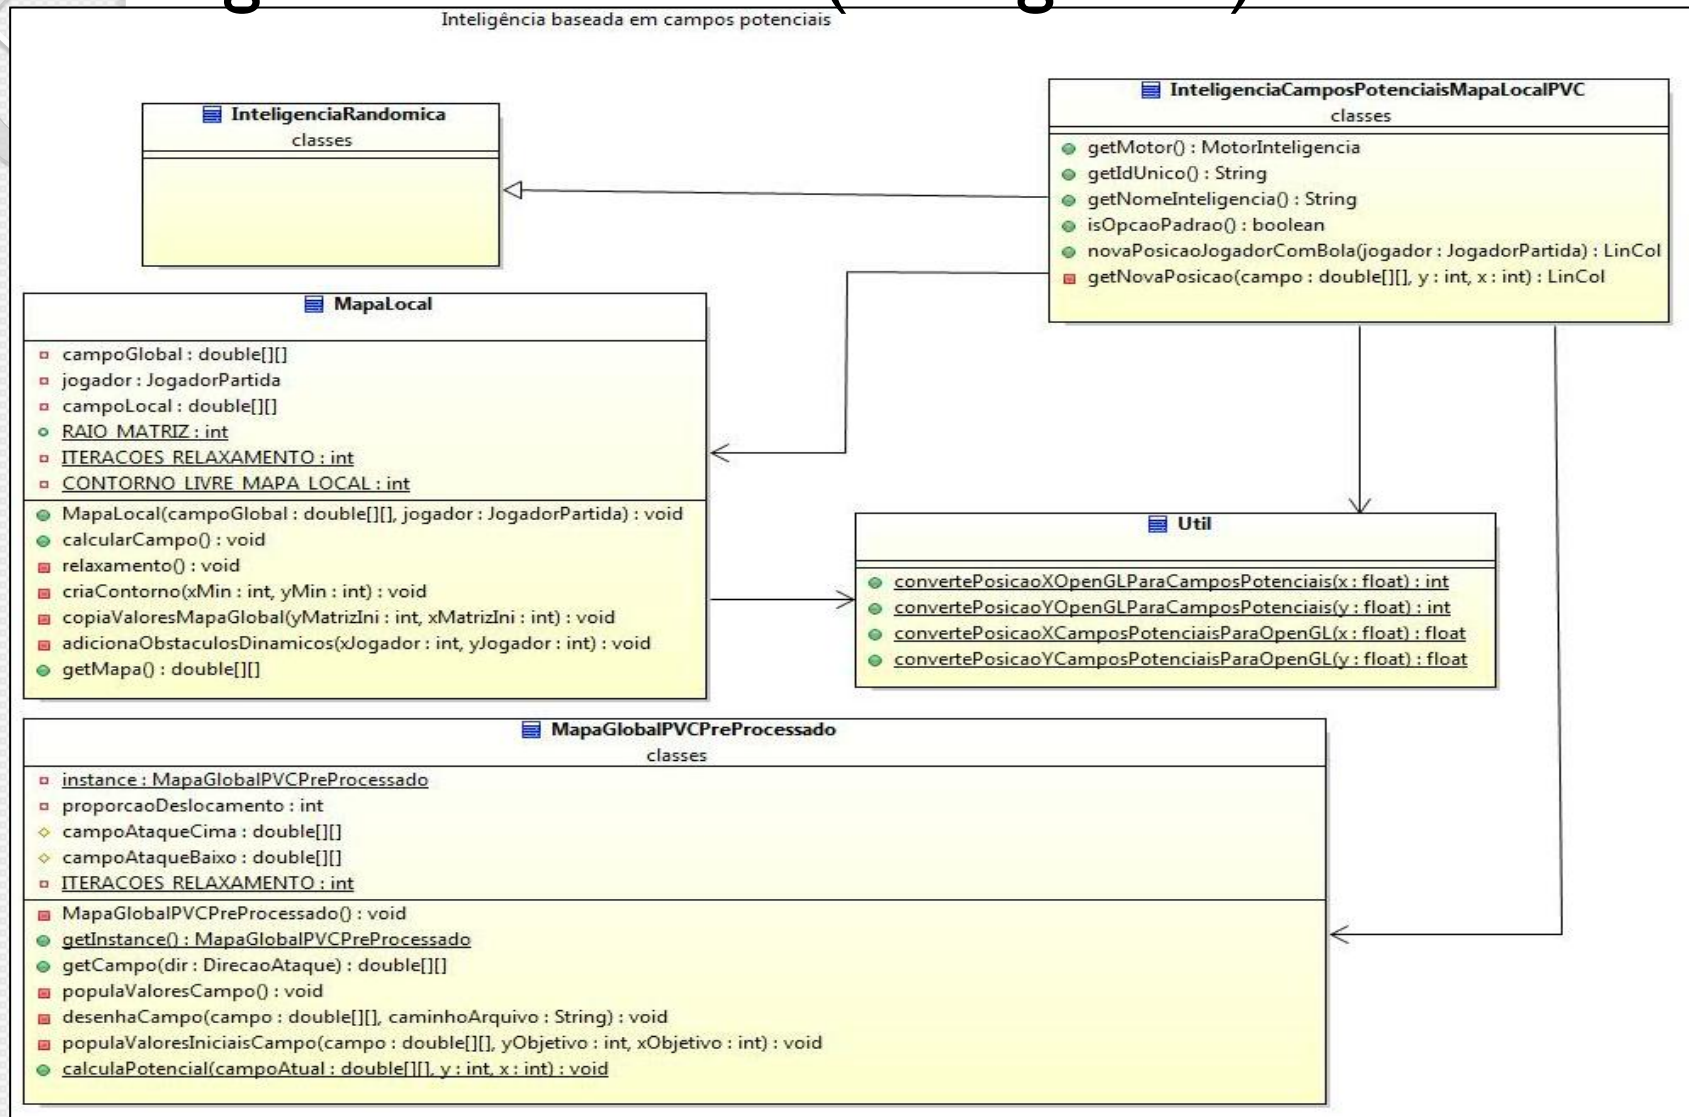 Inteligência baseada em campos potenciais
InteligenciaRandomica
classes
InteligenciaCamposPotenciaisMapaLocalPVC
classes
getMotor() : MotorInteligencia
getIdUnico() : String
getNomeInteligencia() : String
isOpcaoPadrao() : boolean
novaPosicaoJogadorComBola(jogador : JogadorPartida) : LinCol
getNovaPosicao(campo : double[][], y : int, x : int) : LinCol
MapaLocal
campoGlobal : double[][]
jogador : JogadorPartida
campoLocal : double[][]
RAIO_MATRIZ : int
ITERACOES_RELAXAMENTO : int
CONTORNO_LIVRE_MAPA_LOCAL : int
MapaLocal(campoGlobal : double[][], jogador : JogadorPartida) : void
calcularCampo() : void
relaxamento() : void
criaContorno(xMin : int, yMin : int) : void
copiaValoresMapaGlobal(yMatrizIni : int, xMatrizIni : int) : void
adicionaObstaculosDinamicos(xJogador : int, yJogador : int) : void
getMapa() : double[][]
Util
convertePosicaoXOpenGLParaCamposPotenciais(x : float) : int
convertePosicaoYOpenGLParaCamposPotenciais(y : float) : int
convertePosicaoXCamposPotenciaisParaOpenGL(x : float) : float
convertePosicaoYCamposPotenciaisParaOpenGL(y : float) : float
MapaGlobalPVCPreProcessado
classes
instance : MapaGlobalPVCPreProcessado
proporcaoDeslocamento : int
campoAtaqueCima : double[][]
campoAtaqueBaixo : double[][]
ITERACOES_RELAXAMENTO : int
MapaGlobalPVCPreProcessado() : void
getInstance() : MapaGlobalPVCPreProcessado
getCampo(dir : DirecaoAtaque) : double[][]
populaValoresCampo() : void
desenhaCampo(campo : double[][], caminhoArquivo : String) : void
populaValoresIniciaisCampo(campo : double[][], yObjetivo : int, xObjetivo : int) : void
calculaPotencial(campoAtual : double[][], y : int, x : int) : void